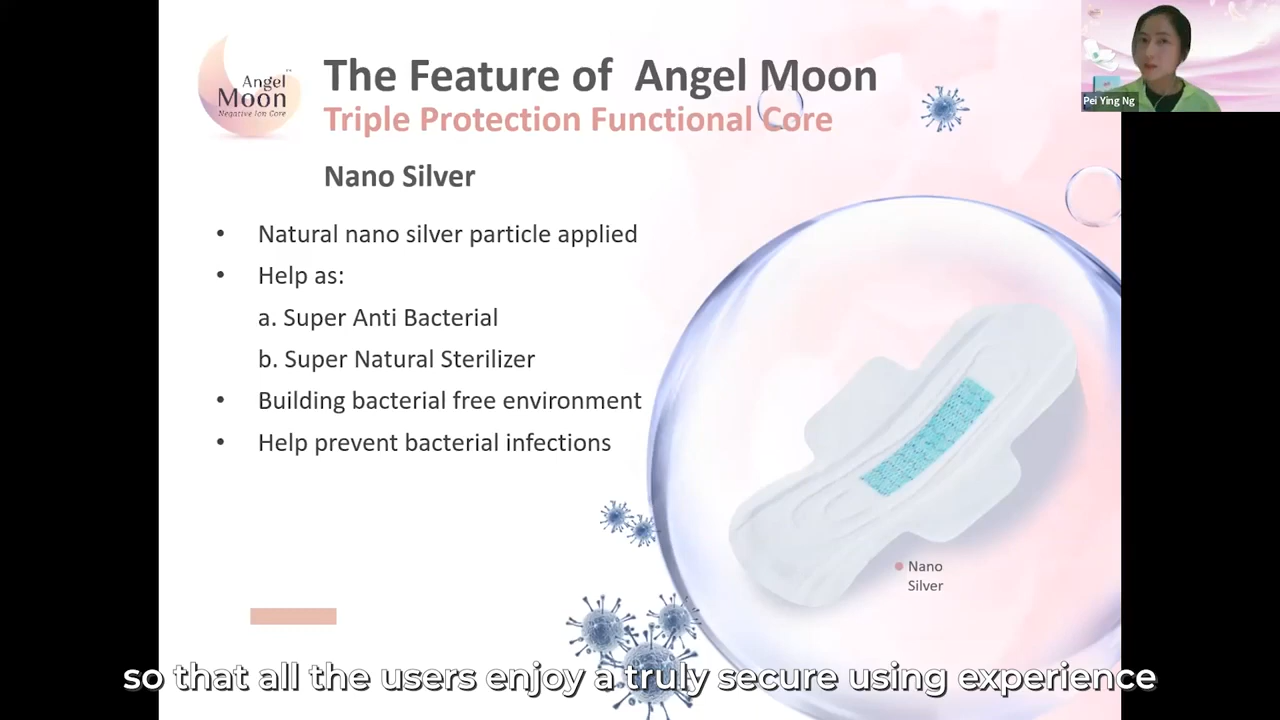 Angel
Moon
Negative Ion Core
™
The Feature of Angel Moon
Triple Protection Functional Core
Nano Silver
• Natural nano silver particle applied
• Help as:
a. Super Anti Bacterial
b. Super Natural Sterilizer
• Building bacterial free environment
• Help prevent bacterial infections
Nano
Silver
Pei Ying Ng
so that all the users enjoy a truly secure using experience